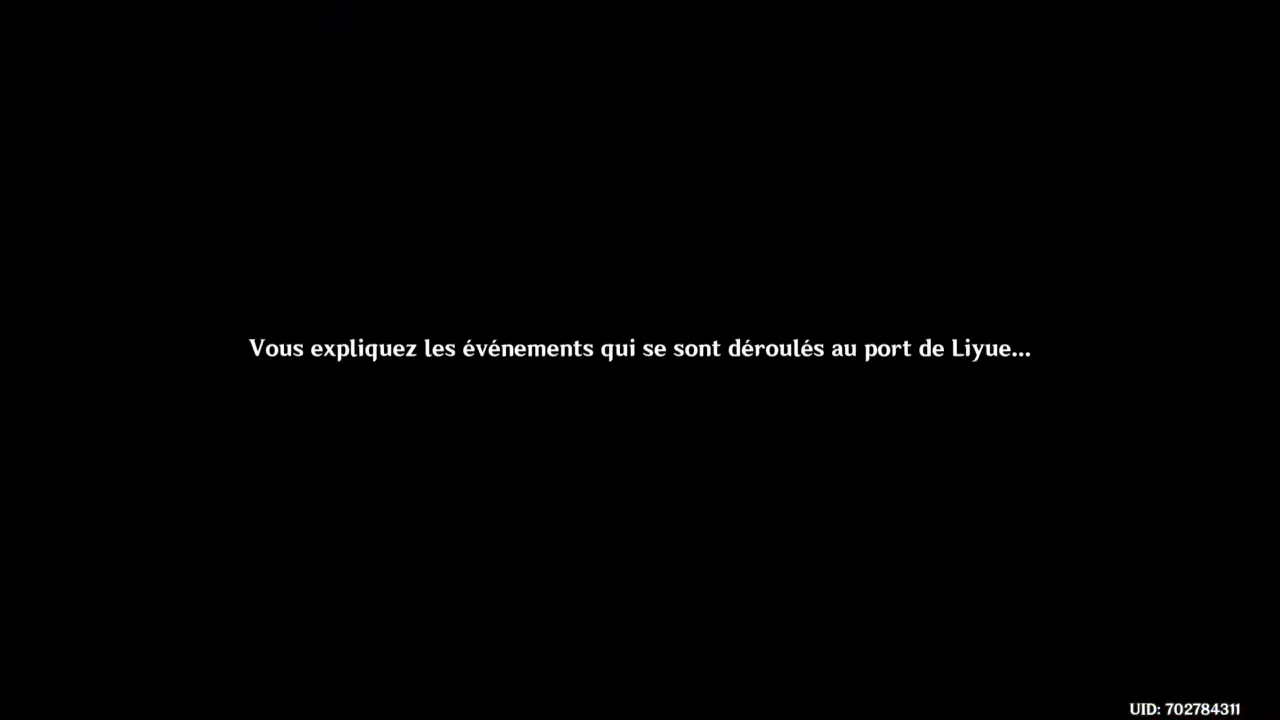 Vous expliquez les événements qui se sont déroulés au port de Liyue...
UID: 702784311